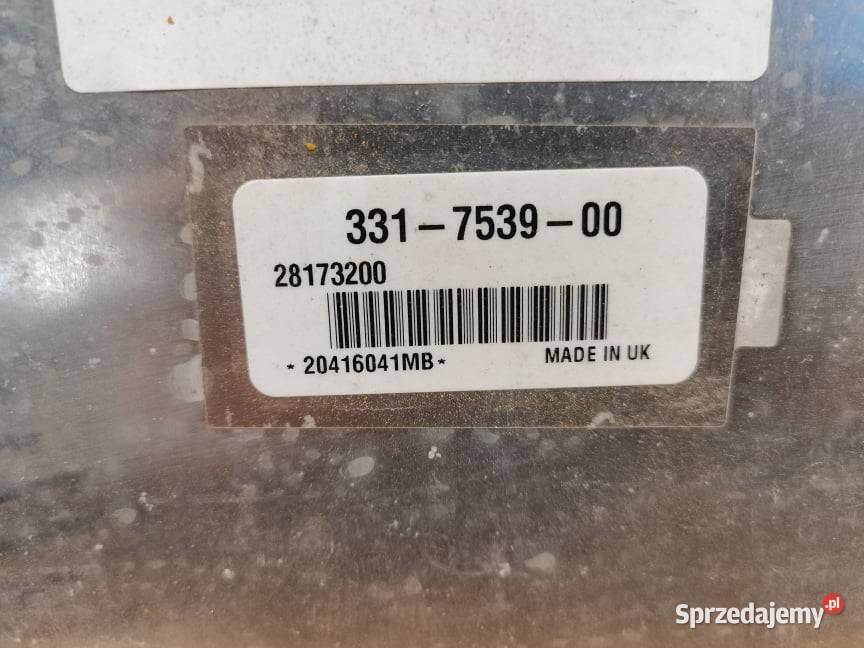 331-7539-00
28173200
*20416041MB*
MADE IN UK
Sprzedajemy.pl